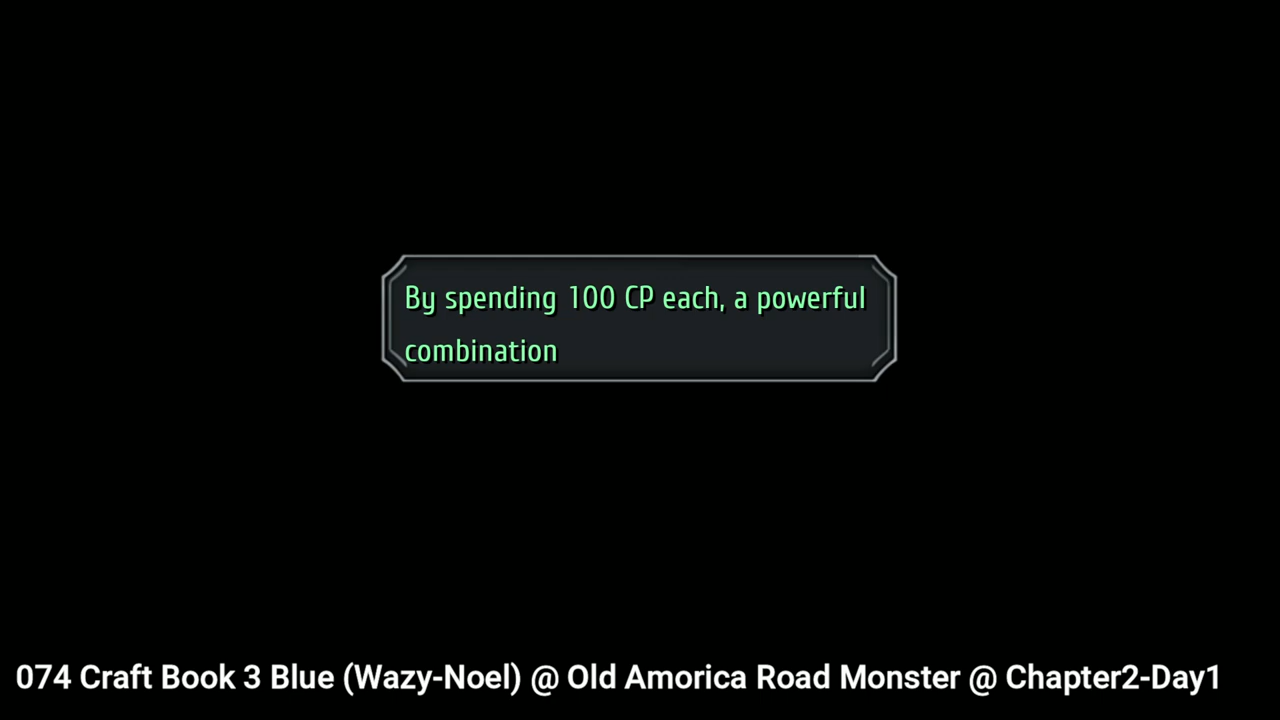 By spending 100 CP each, a powerful
combination
074 Craft Book 3 Blue (Wazy-Noel) @ Old Amorica Road Monster @ Chapter2-Day1